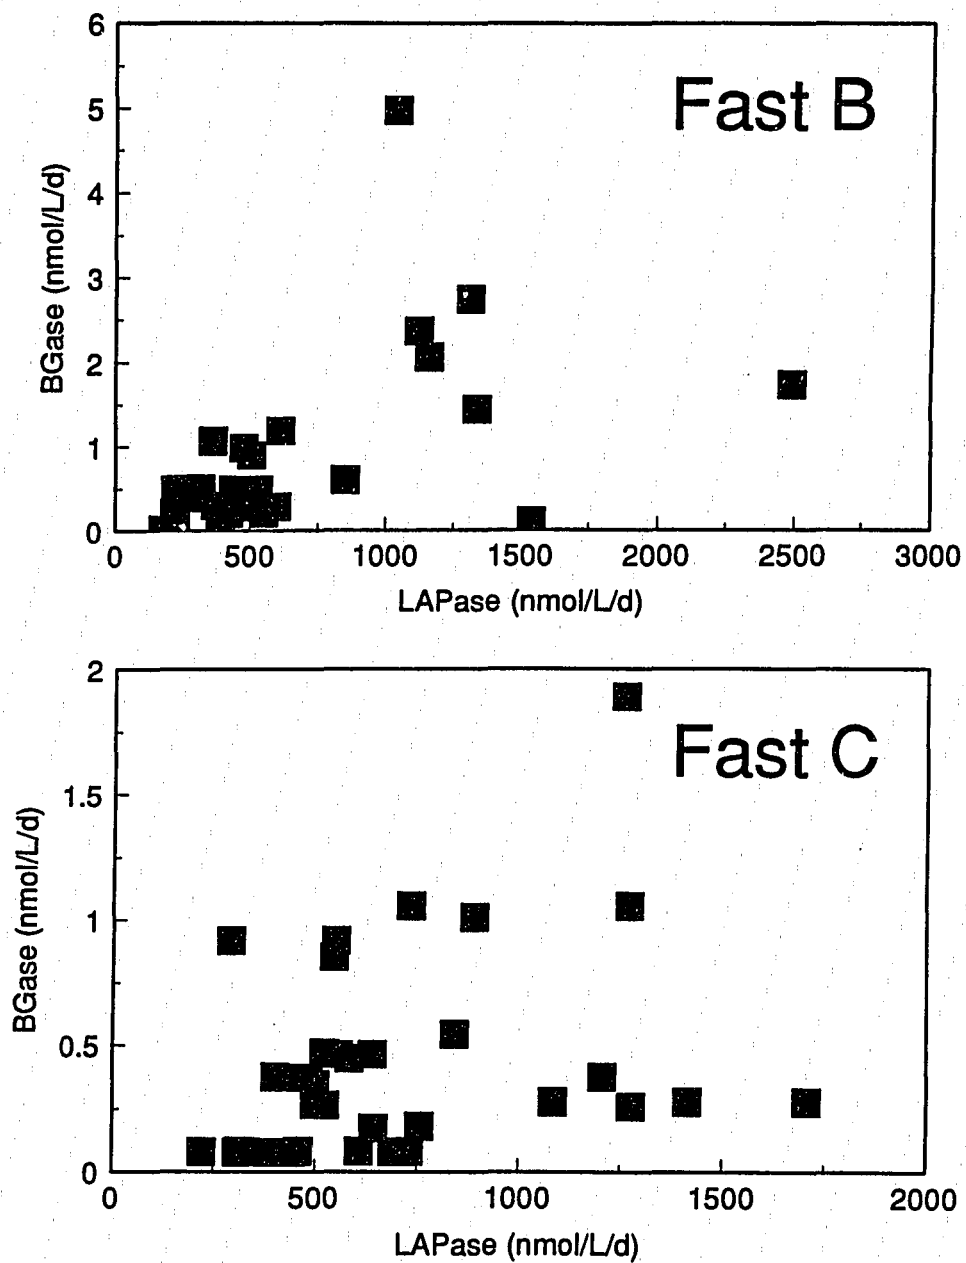 6
Fast B
5
4
3
2
1
0
BGase (nmol/L/d)
0 500 1000 1500 2000 2500 3000
LAPase (nmol/L/d)
2
Fast C
1.5
1
0.5
0
BGase (nmol/L/d)
0 500 1000 1500 2000
LAPase (nmol/L/d)